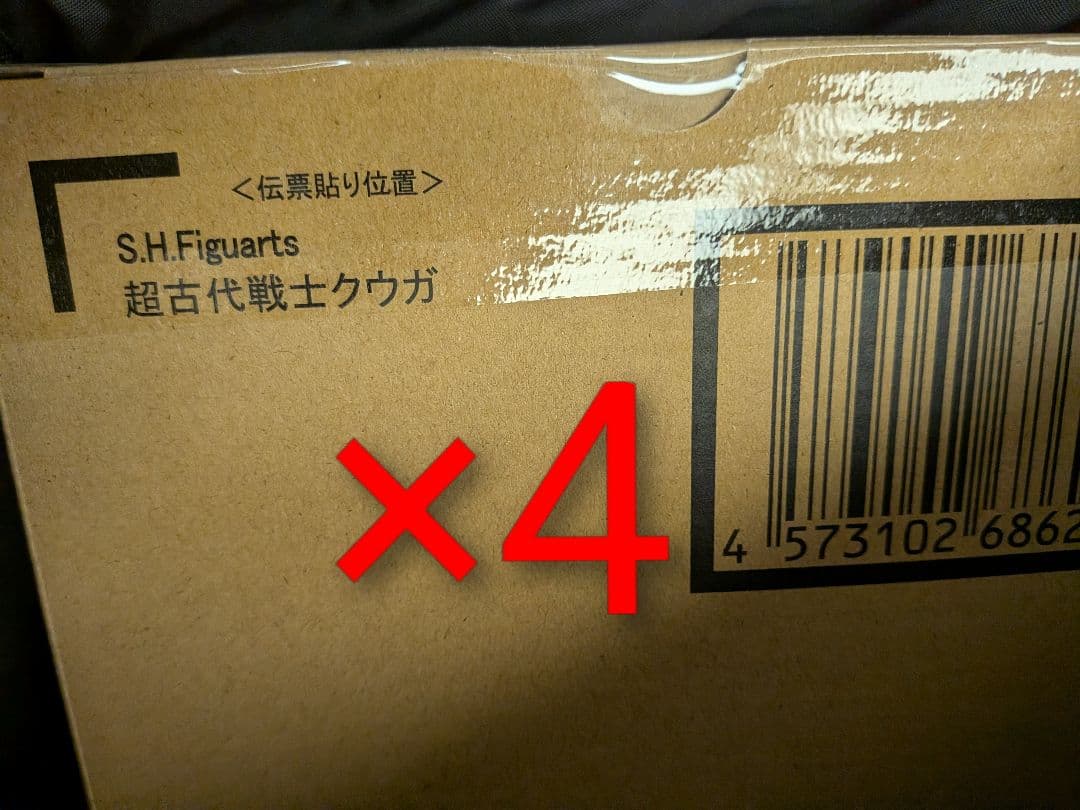 <伝票貼り位置>
S.H.Figuarts
超古代戦士クウガ
×4
4 573102 6862